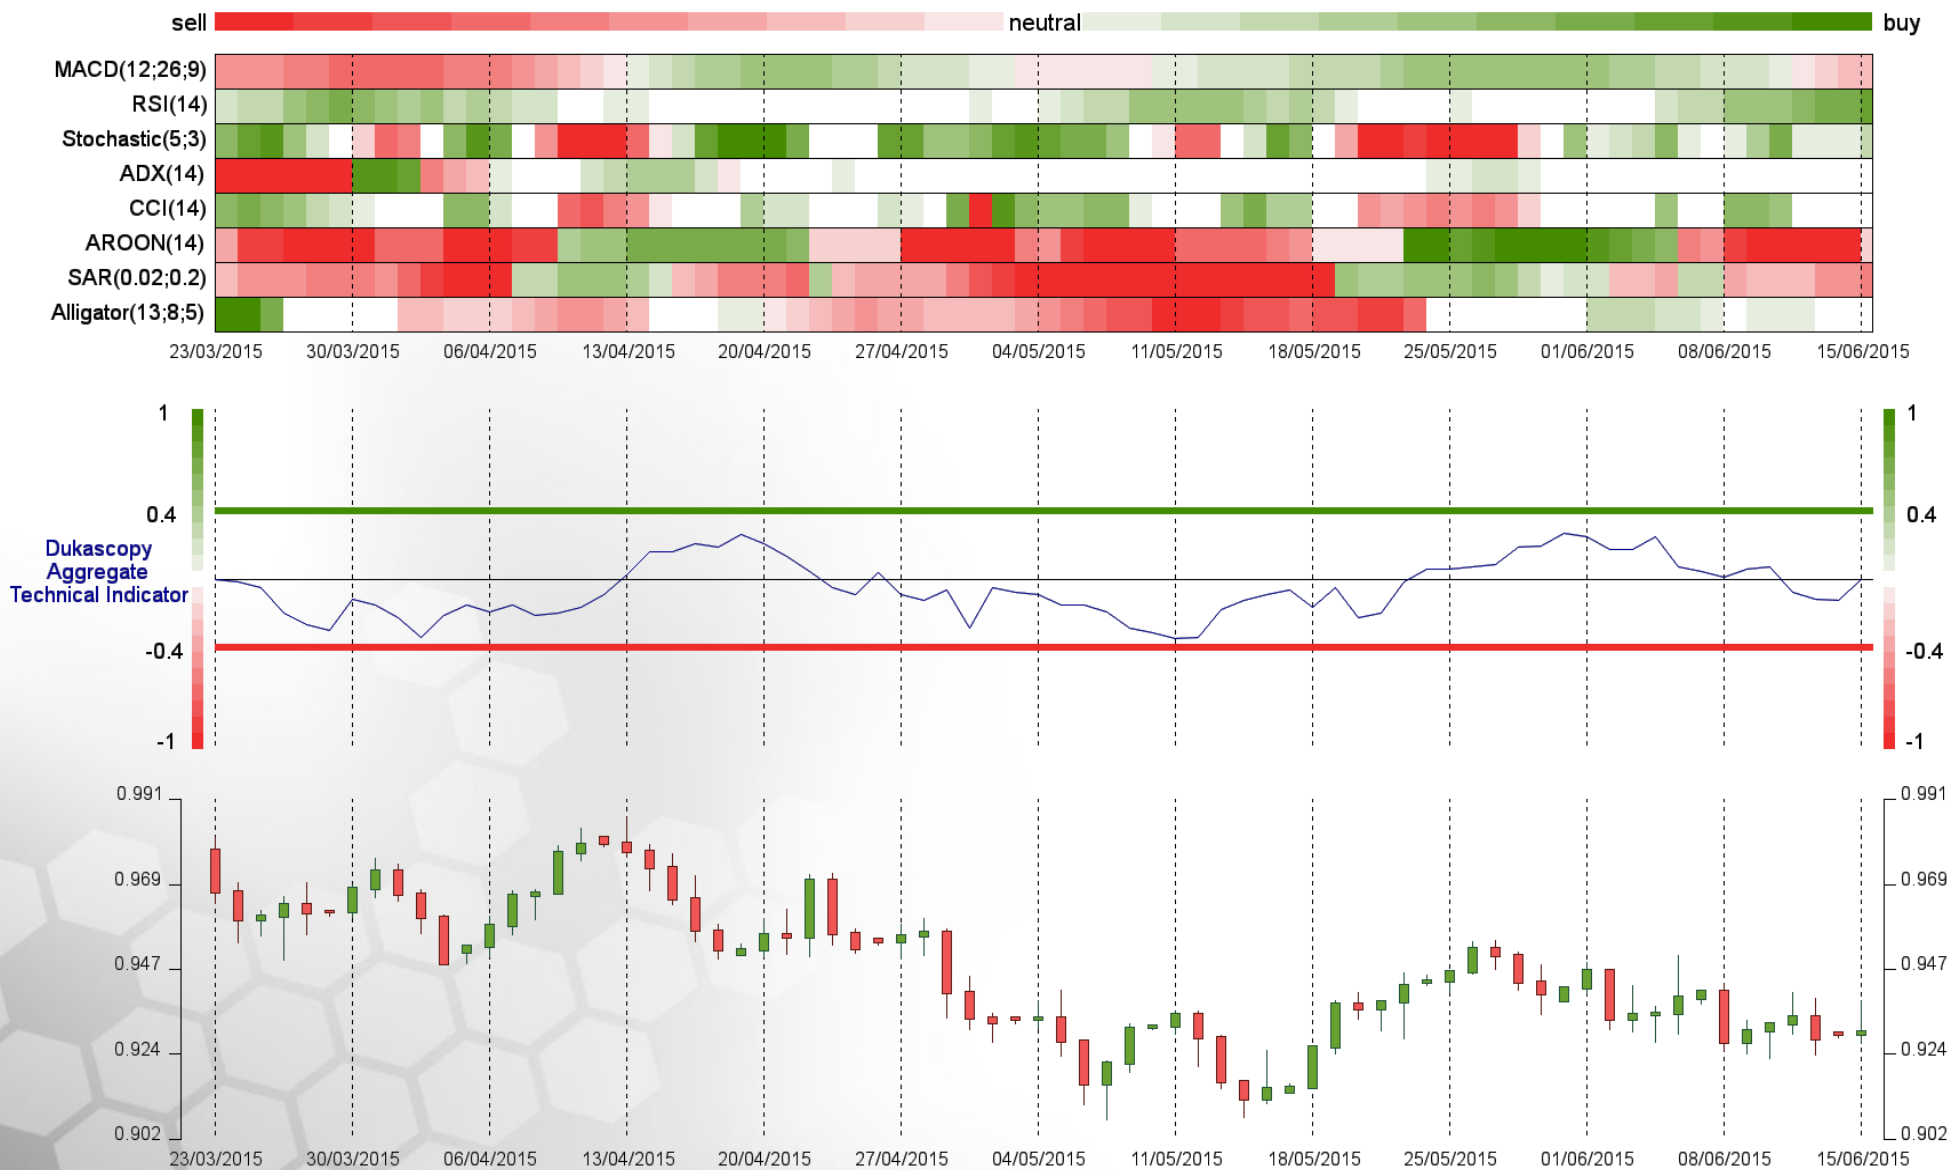 sell neutral buy
MACD(12;26;9)
RSI(14)
Stochastic(5;3)
ADX(14)
CCI(14)
AROON(14)
SAR(0.02;0.2)
Alligator(13;8;5)
23/03/2015 30/03/2015 06/04/2015 13/04/2015 20/04/2015 27/04/2015 04/05/2015 11/05/2015 18/05/2015 25/05/2015 01/06/2015 08/06/2015 15/06/2015
1 1
0.4 0.4
Dukascopy
Aggregate
Technical Indicator
-0.4 -0.4
-1 -1
0.991 0.991
0.969 0.969
0.947 0.947
0.924 0.924
0.902 0.902
23/03/2015 30/03/2015 06/04/2015 13/04/2015 20/04/2015 27/04/2015 04/05/2015 11/05/2015 18/05/2015 25/05/2015 01/06/2015 08/06/2015 15/06/2015